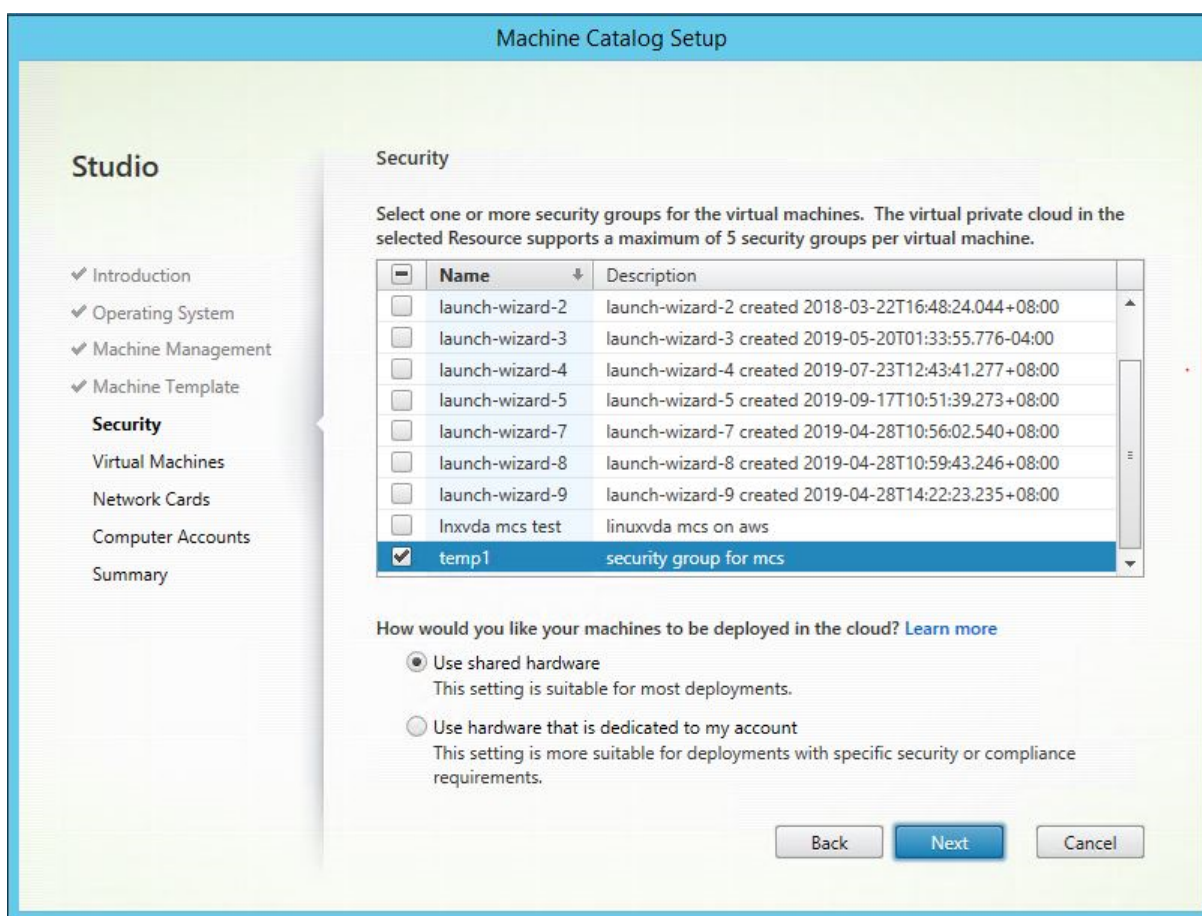 Machine Catalog Setup
Studio
Introduction
Operating System
Machine Management
Machine Template
Security
Virtual Machines
Network Cards
Computer Accounts
Summary
Security
Select one or more security groups for the virtual machines. The virtual private cloud in the
selected Resource supports a maximum of 5 security groups per virtual machine.
Name Description
launch-wizard-2 launch-wizard-2 created 2018-03-22T16:48:24.044+08:00
launch-wizard-3 launch-wizard-3 created 2019-05-20T01:33:55.776-04:00
launch-wizard-4 launch-wizard-4 created 2019-07-23T12:43:41.277+08:00
launch-wizard-5 launch-wizard-5 created 2019-09-17T10:51:39.273+08:00
launch-wizard-7 launch-wizard-7 created 2019-04-28T10:56:02.540+08:00
launch-wizard-8 launch-wizard-8 created 2019-04-28T10:59:43.246+08:00
launch-wizard-9 launch-wizard-9 created 2019-04-28T14:22:23.235+08:00
lnxvda mcs test linuxvda mcs on aws
temp1 security group for mcs
How would you like your machines to be deployed in the cloud? Learn more
Use shared hardware
This setting is suitable for most deployments.
Use hardware that is dedicated to my account
This setting is more suitable for deployments with specific security or compliance
requirements.
Back Next Cancel